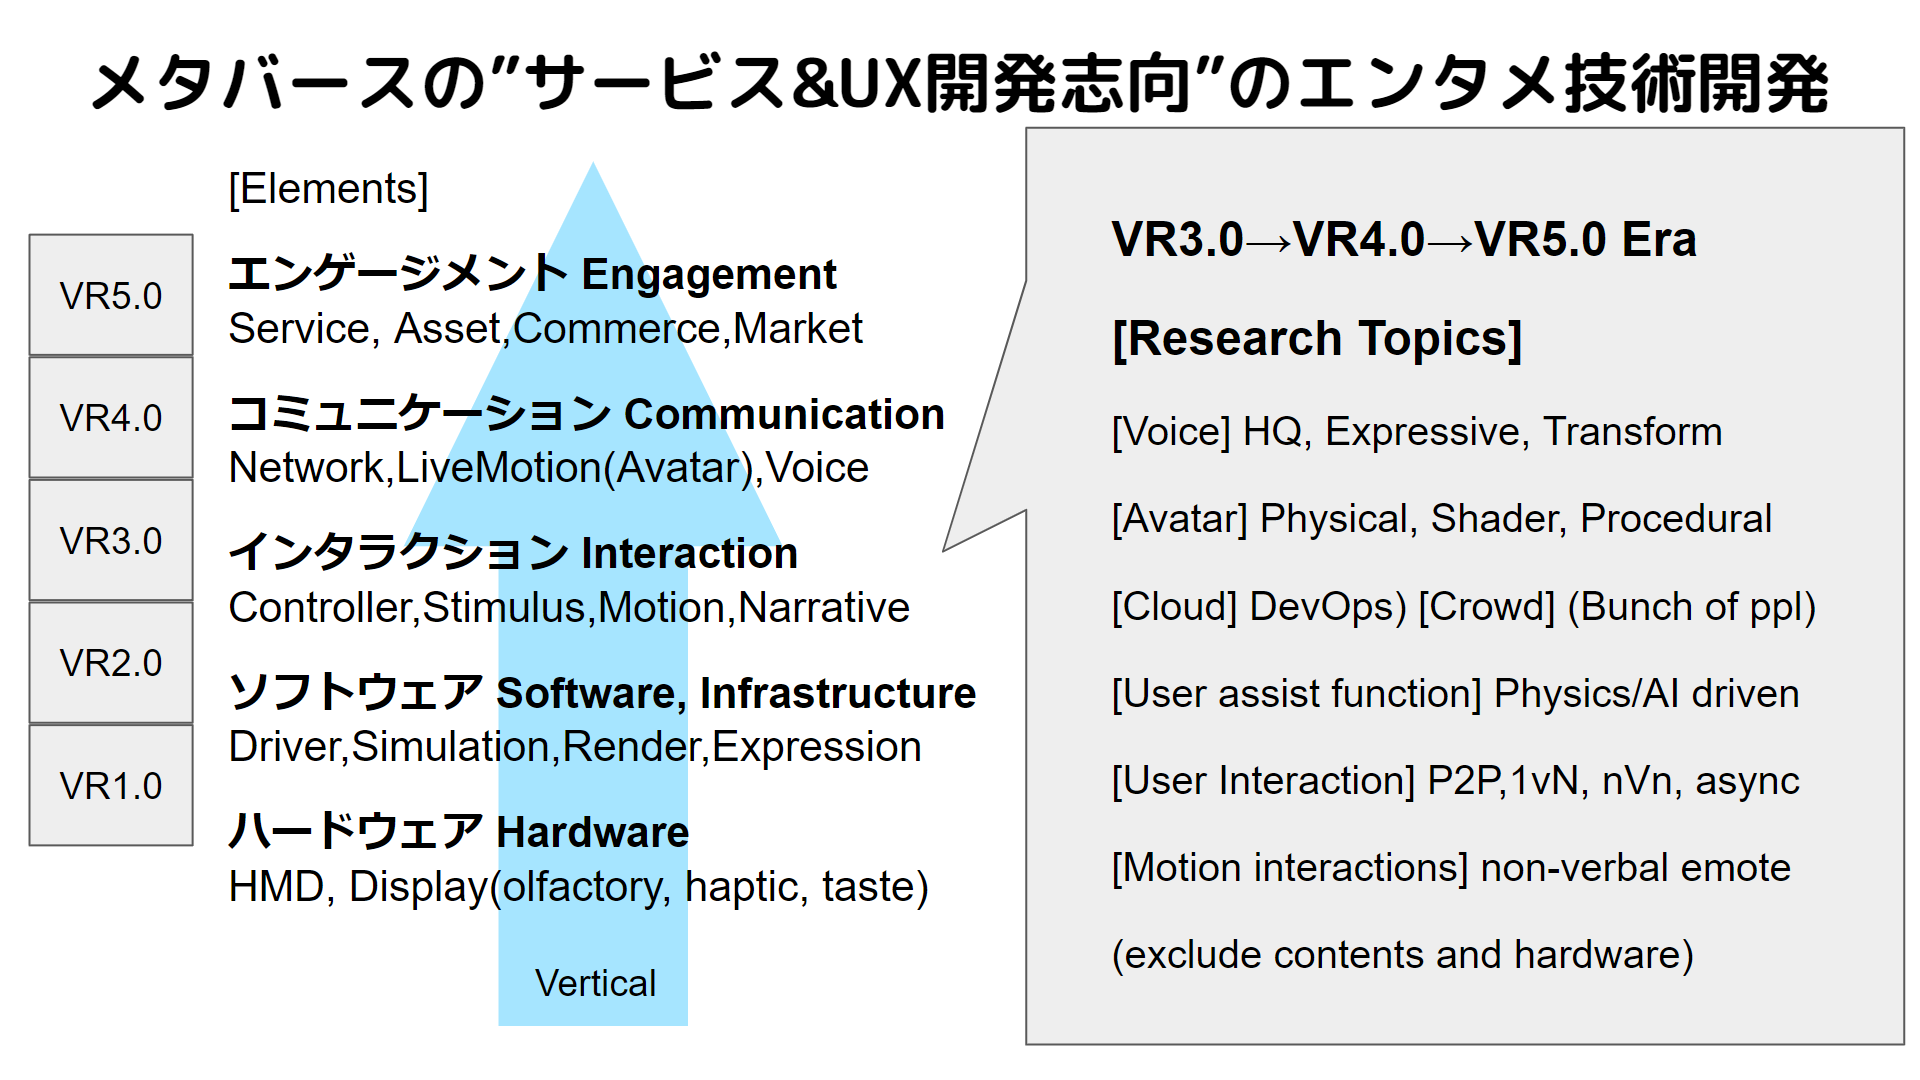 メタバースの”サービス&UX開発志向”のエンタメ技術開発
[Elements]
VR5.0
エンゲージメント Engagement
Service, Asset,Commerce,Market
VR4.0
コミュニケーション Communication
Network,LiveMotion(Avatar),Voice
VR3.0
インタラクション Interaction
Controller,Stimulus,Motion,Narrative
VR2.0
ソフトウェア Software, Infrastructure
Driver,Simulation,Render,Expression
VR1.0
ハードウェア Hardware
HMD, Display(olfactory, haptic, taste)
Vertical
VR3.0→VR4.0→VR5.0 Era
[Research Topics]
[Voice] HQ, Expressive, Transform
[Avatar] Physical, Shader, Procedural
[Cloud] DevOps) [Crowd] (Bunch of ppl)
[User assist function] Physics/AI driven
[User Interaction] P2P,1vN, nVn, async
[Motion interactions] non-verbal emote
(exclude contents and hardware)